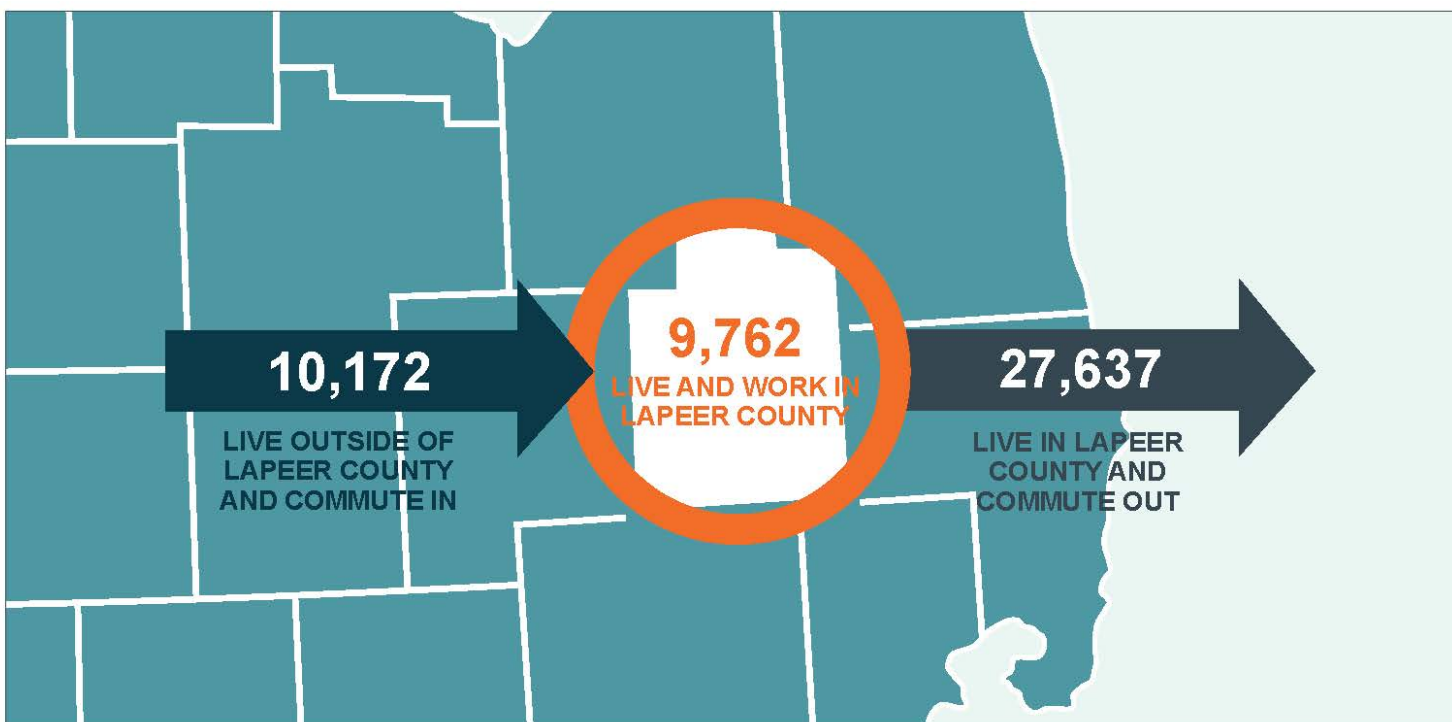 10,172
LIVE OUTSIDE OF
LAPEER COUNTY
AND COMMUTE IN
9,762
LIVE AND WORK IN
LAPEER COUNTY
27,637
LIVE IN LAPEER
COUNTY AND
COMMUTE OUT